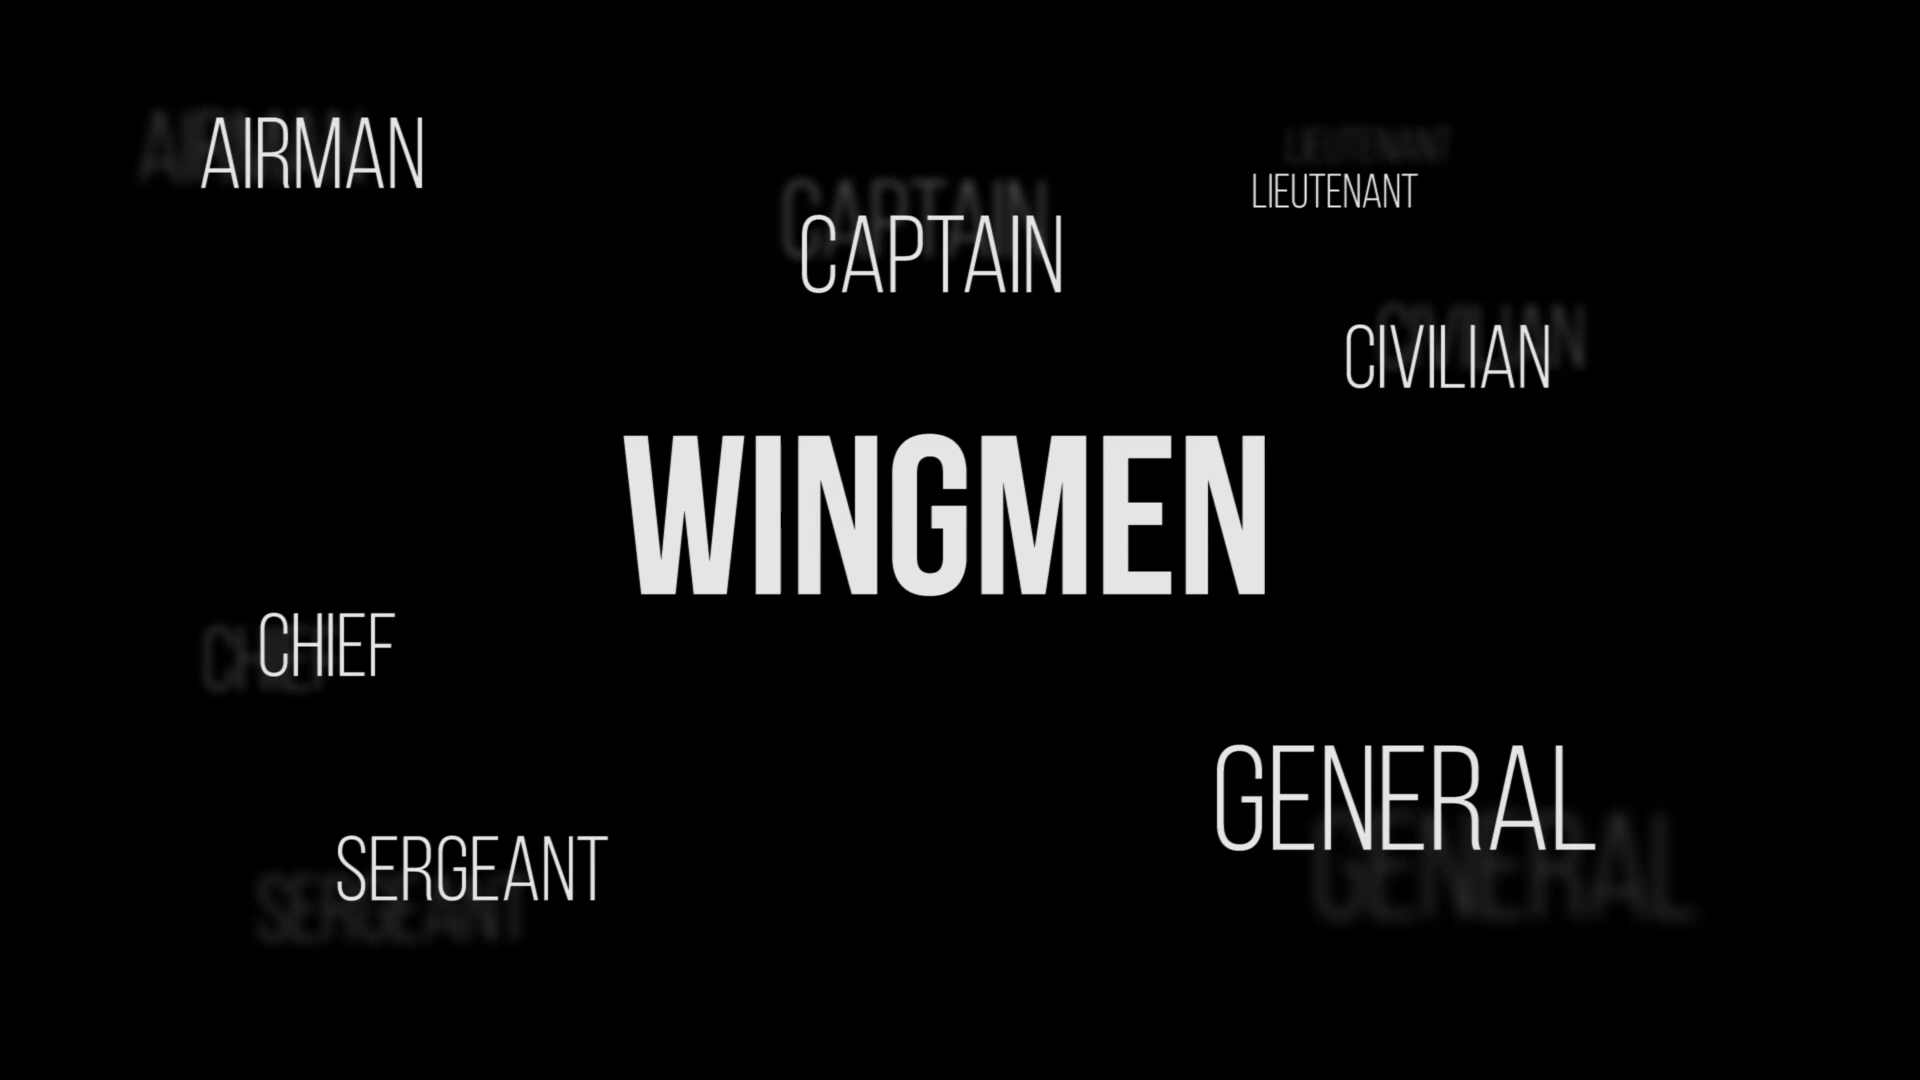 AIRMAN
LIEUTENANT
CAPTAIN
CIVILIAN
WINGMEN
CHIEF
GENERAL
SERGEANT